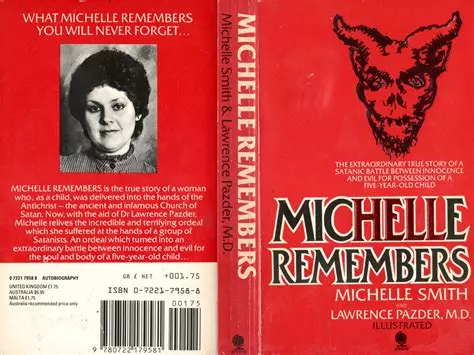 WHAT MICHELLE REMEMBERS
YOU WILL NEVER FORGET...
MICHELLE REMEMBERS is the true story of a woman
who, as a child, was delivered into the hands of the
Antichrist – the ancient and infamous Church of
Satan. Now, with the aid of Dr Lawrence Pazder,
Michelle relives the incredible and terrifying ordeal
which she suffered at the hands of a group of
Satanists. An ordeal which turned into an
extraordinary battle between innocence and evil for
the soul and body of a five-year-old child...
0 7221 7958 8 AUTOBIOGRAPHY
UNITED KINGDOM £1.75
AUSTRALIA $5.95
MALTA £1.75
Australia recommended price only
GB £ NET +001.75
ISBN 0-7221-7958-8
00175
9 780722 179581
Michelle Smith & Lawrence Pazder, M.D.
MICHELLE REMEMBERS
THE EXTRAORDINARY TRUE STORY OF A
SATANIC BATTLE BETWEEN INNOCENCE
AND EVIL FOR POSSESSION OF A
FIVE-YEAR-OLD CHILD
MICHELLE
REMEMBERS
MICHELLE SMITH
AND
LAWRENCE PAZDER, M.D.
ILLUSTRATED